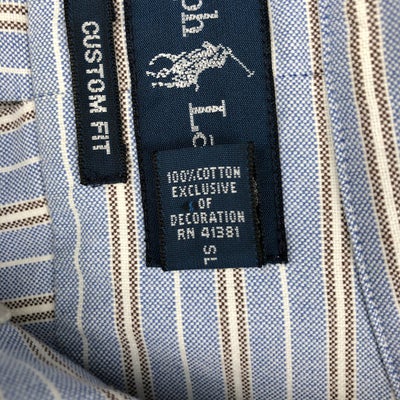 CUSTOM FIT
100% COTTON
EXCLUSIVE
OF
DECORATION
RN 41381